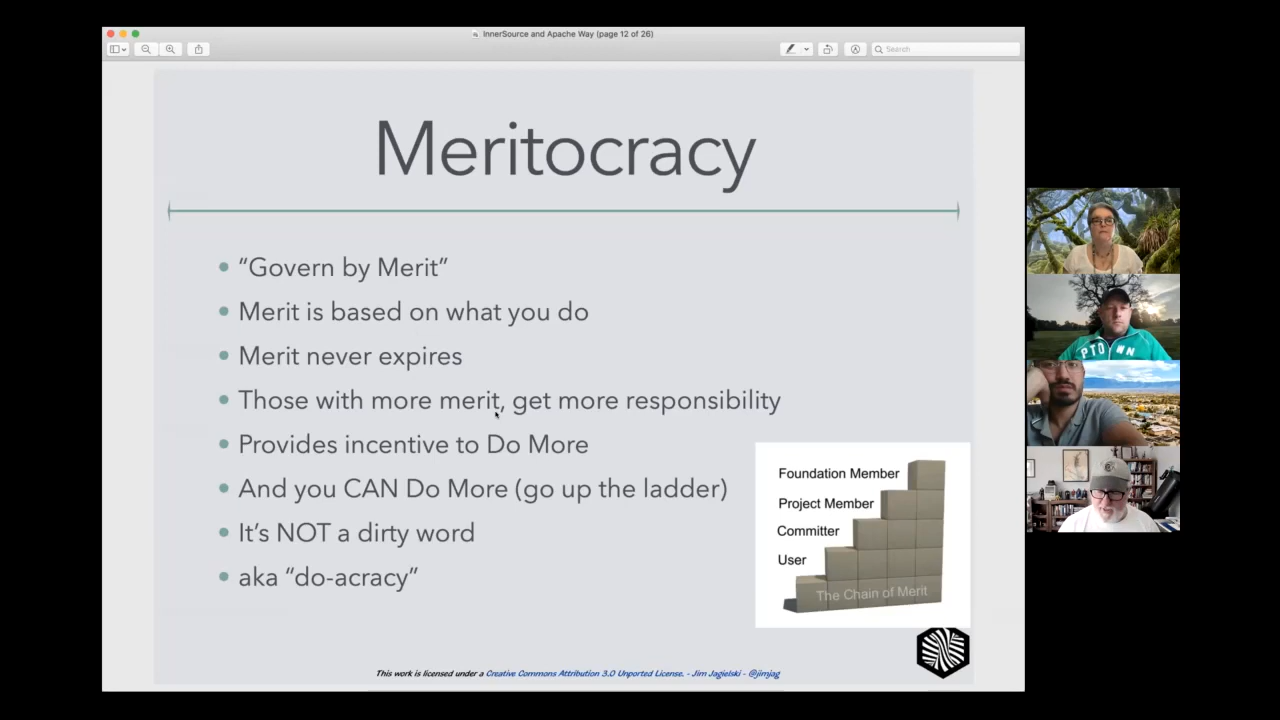 InnerSource and Apache Way (page 12 of 26)
Search
Meritocracy
“Govern by Merit”
Merit is based on what you do
Merit never expires
Those with more merit, get more responsibility
Provides incentive to Do More
And you CAN Do More (go up the ladder)
It’s NOT a dirty word
aka “do-acracy”
Foundation Member
Project Member
Committer
User
The Chain of Merit
This work is licensed under a Creative Commons Attribution 3.0 Unported License. - Jim Jagielski - @jimjag
PTOWN